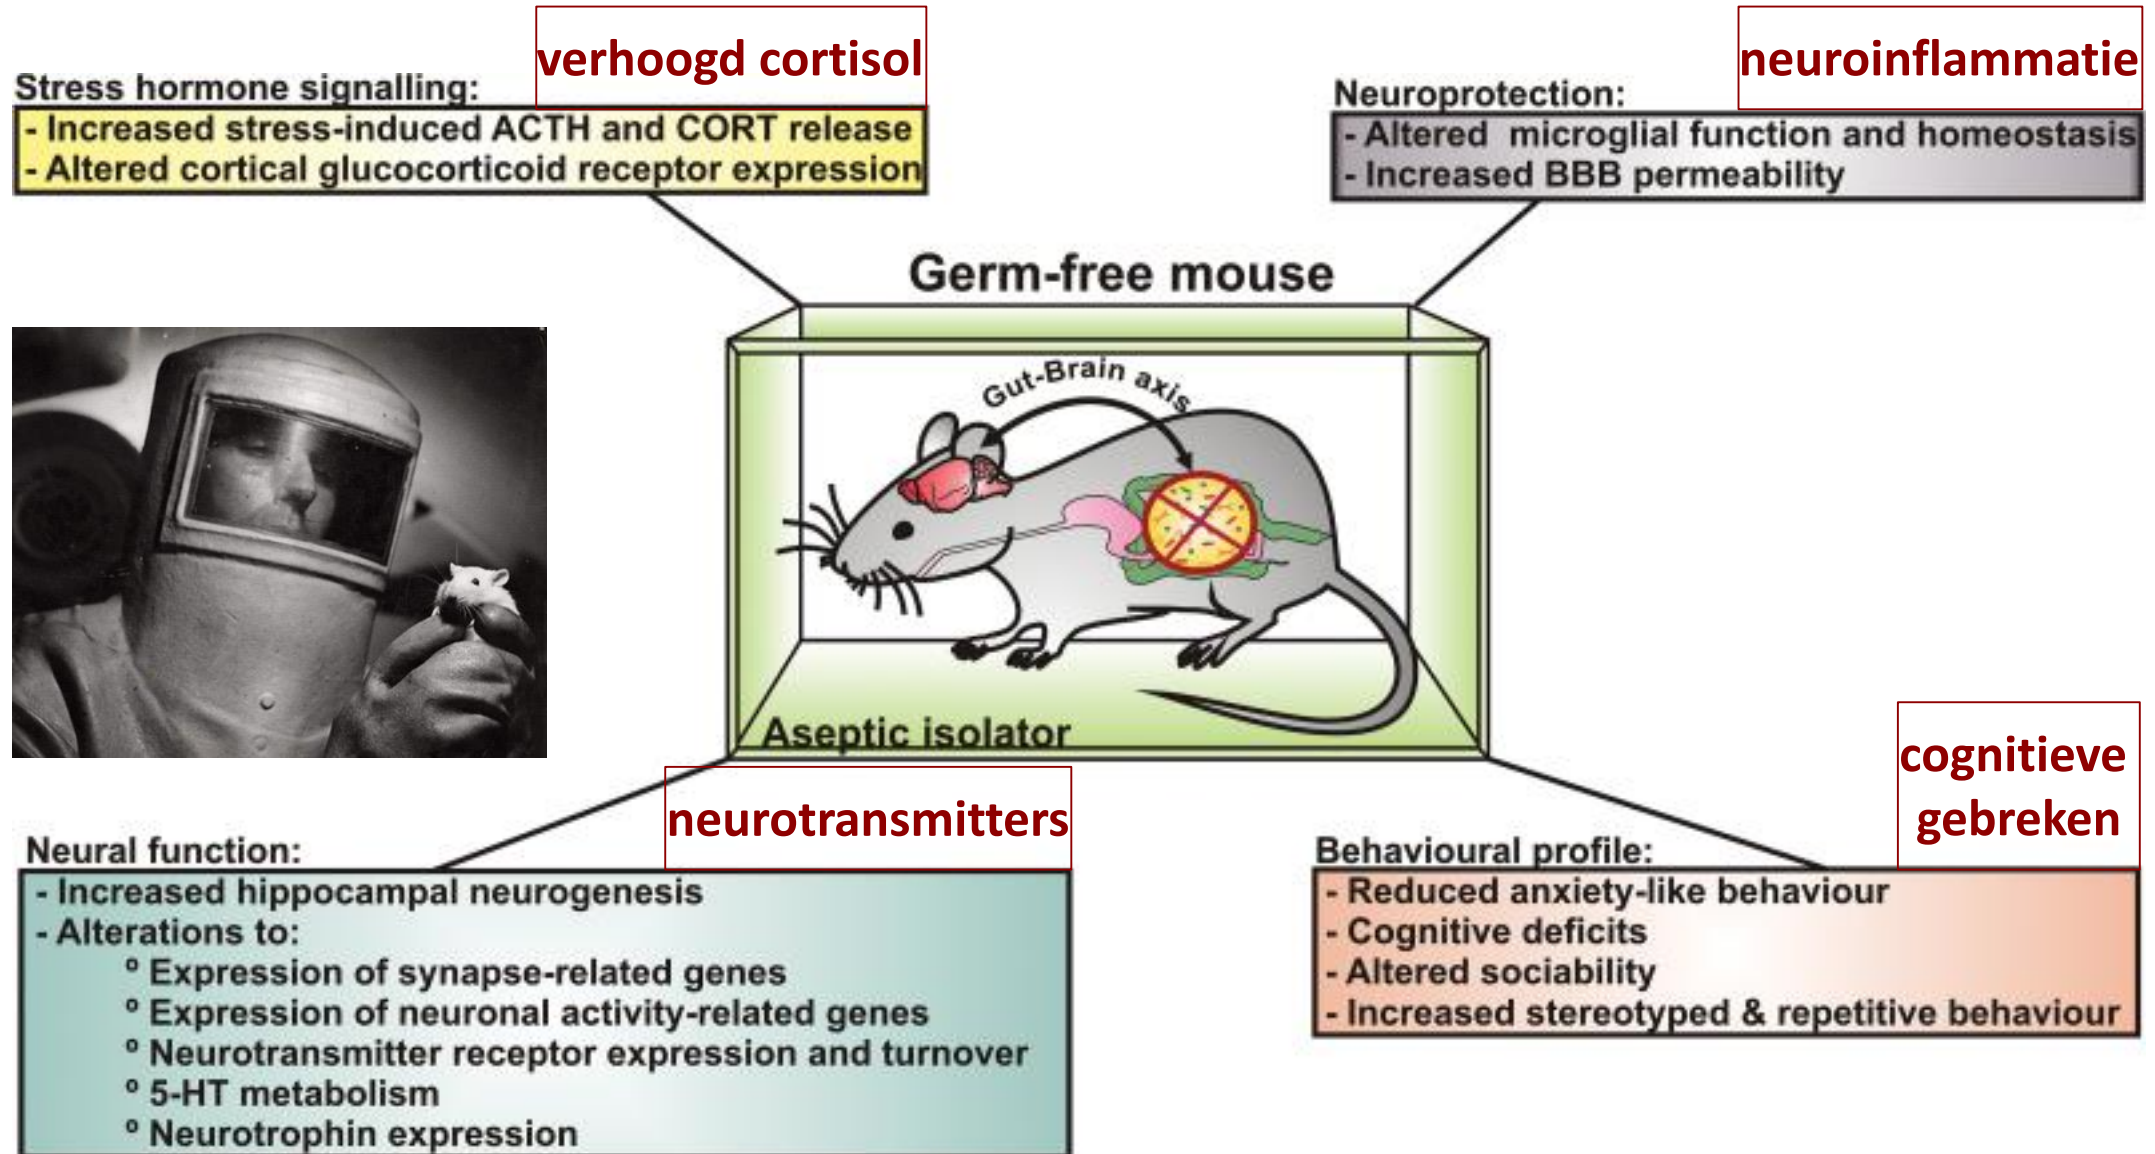 verhoogd cortisol
Stress hormone signalling:
- Increased stress-induced ACTH and CORT release
- Altered cortical glucocorticoid receptor expression
neuroinflammatie
Neuroprotection:
- Altered microglial function and homeostasis
- Increased BBB permeability
Germ-free mouse
Gut-Brain axis
Aseptic isolator
neurotransmitters
Neural function:
- Increased hippocampal neurogenesis
- Alterations to:
º Expression of synapse-related genes
º Expression of neuronal activity-related genes
º Neurotransmitter receptor expression and turnover
º 5-HT metabolism
º Neurotrophin expression
cognitieve
gebreken
Behavioural profile:
- Reduced anxiety-like behaviour
- Cognitive deficits
- Altered sociability
- Increased stereotyped & repetitive behaviour